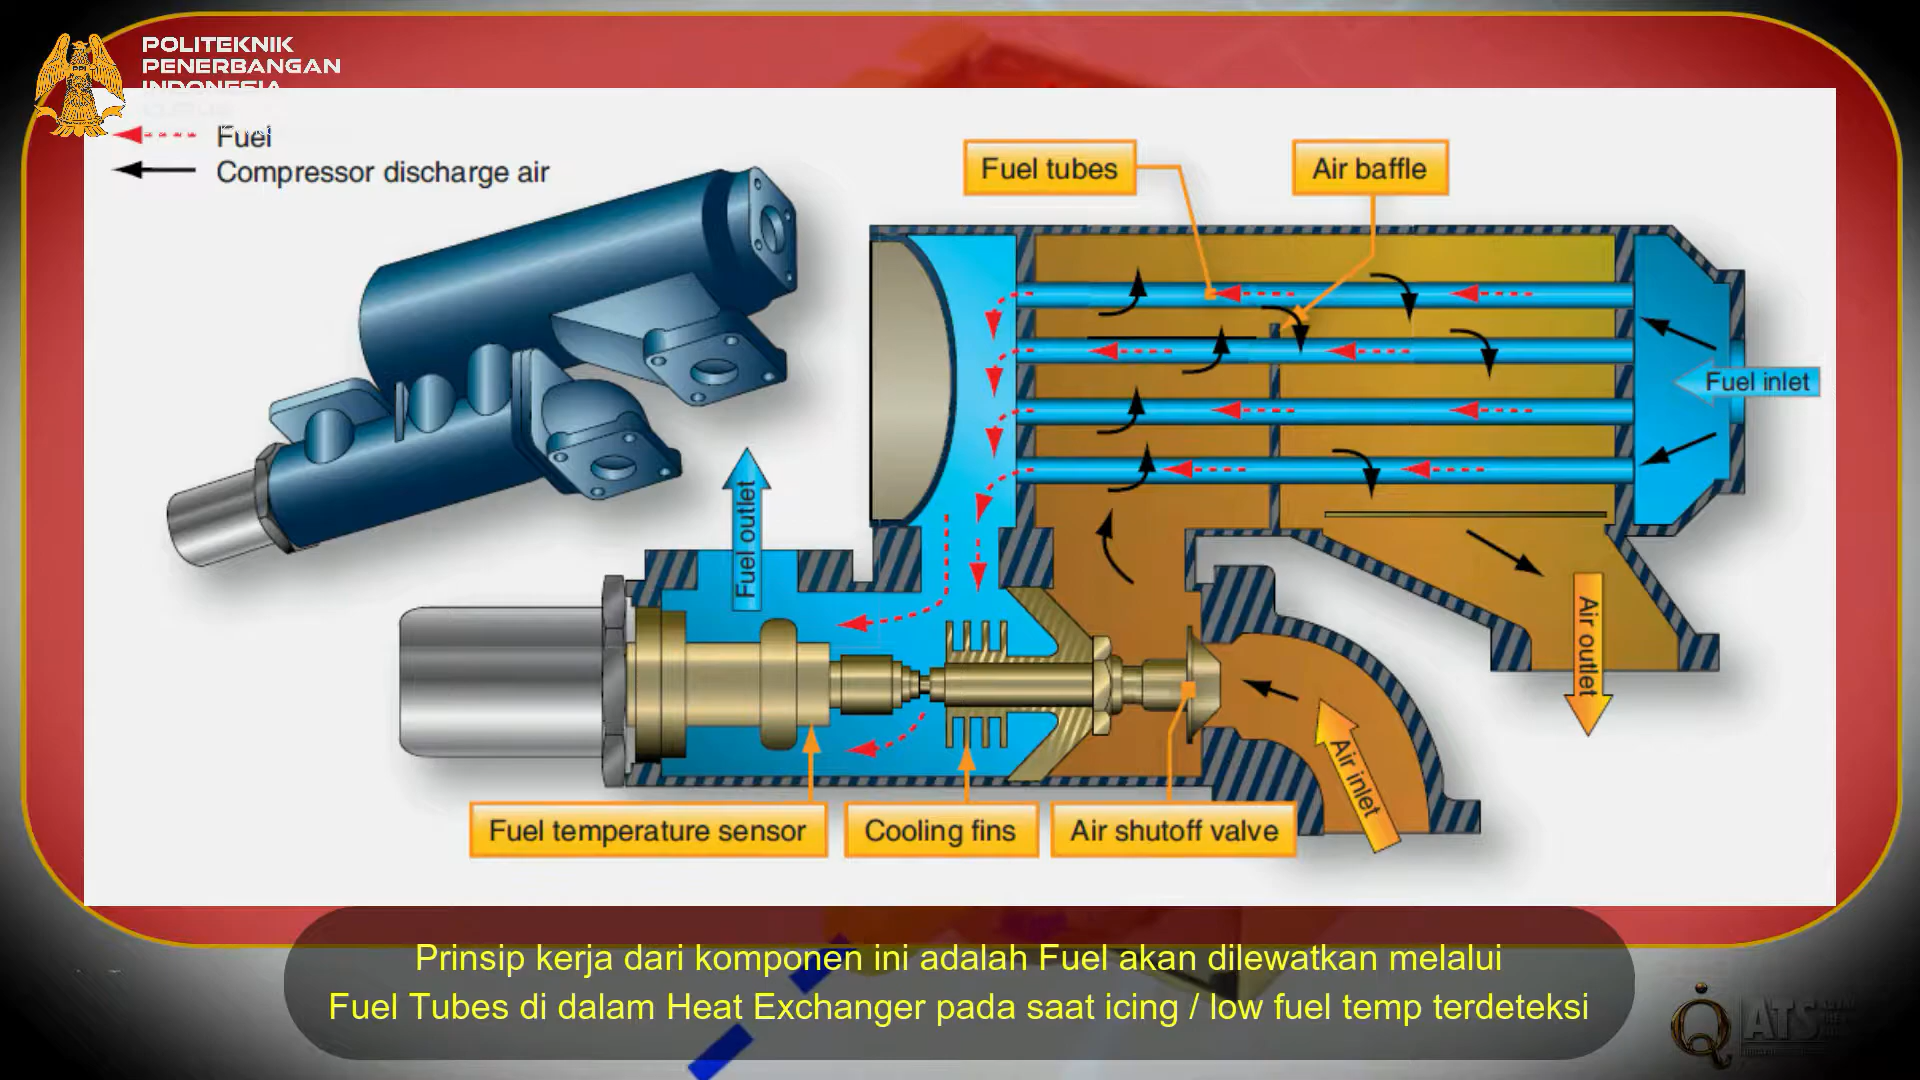 POLITEKNIK
PENERBANGAN
INDONESIA
Fuel
Compressor discharge air
Fuel tubes
Air baffle
Fuel inlet
Fuel outlet
Air outlet
Air inlet
Fuel temperature sensor
Cooling fins
Air shutoff valve
Prinsip kerja dari komponen ini adalah Fuel akan dilewatkan melalui
Fuel Tubes di dalam Heat Exchanger pada saat icing / low fuel temp terdeteksi
ATS